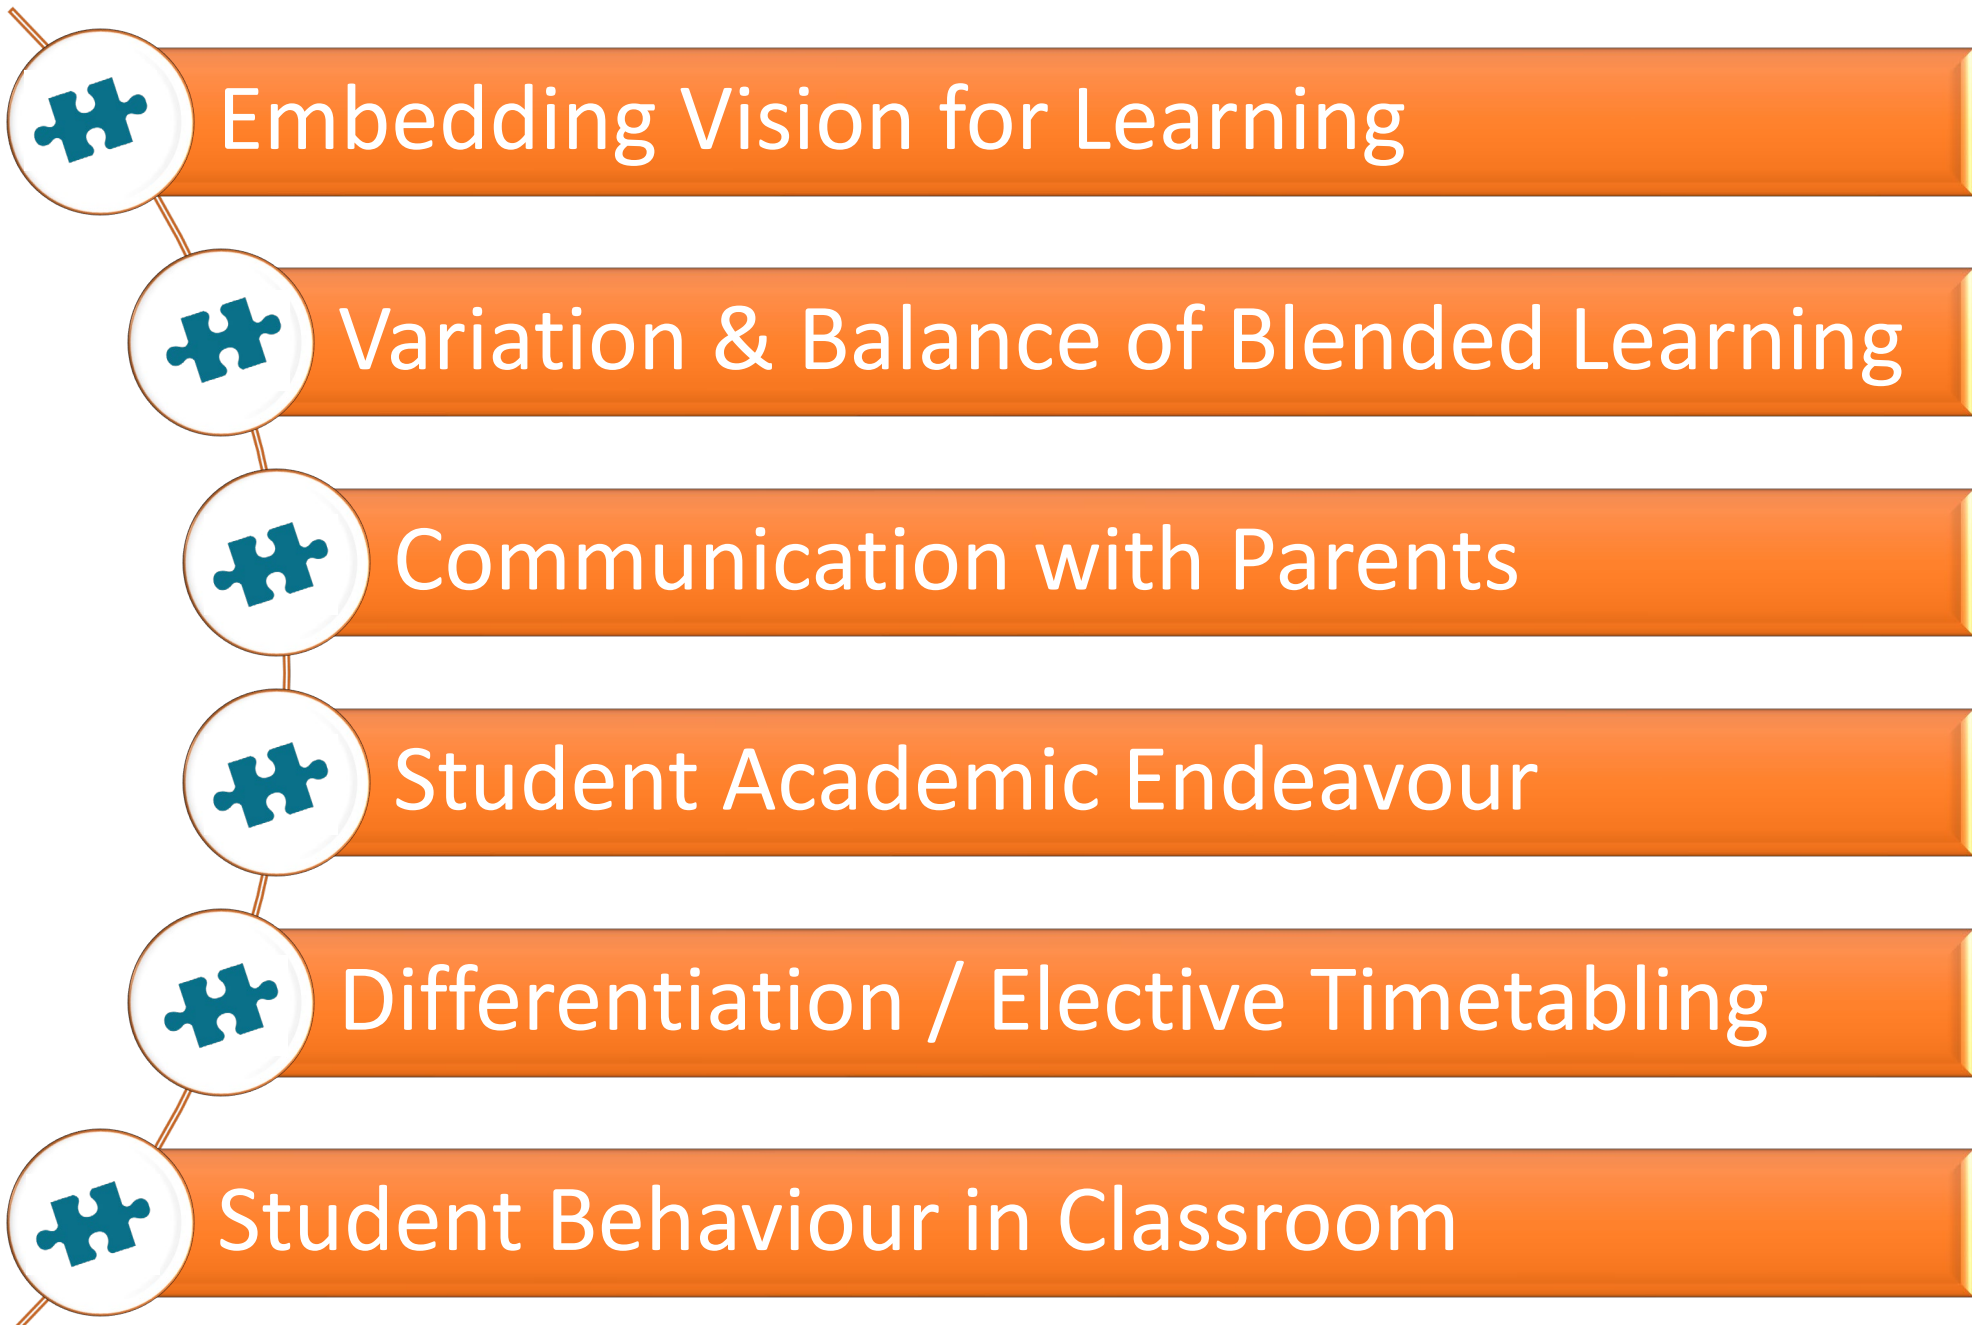 Embedding Vision for Learning
Variation & Balance of Blended Learning
Communication with Parents
Student Academic Endeavour
Differentiation / Elective Timetabling
Student Behaviour in Classroom